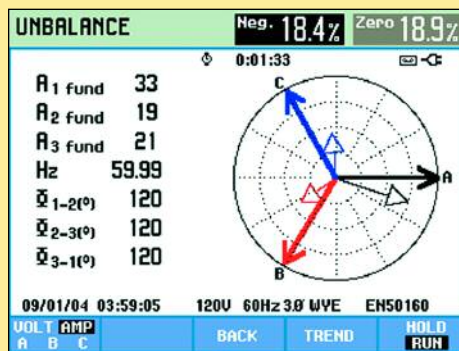 UNBALANCE Neg. 18.4% Zero 18.9%
0:01:33
A1 fund 33
A2 fund 19
A3 fund 21
Hz 59.99
Φ1-2(°) 120
Φ2-3(°) 120
Φ3-1(°) 120
C
A
B
09/01/04 03:59:05 120V 60Hz 3Ø WYE EN50160
VOLT AMP BACK TREND HOLD
A B C RUN